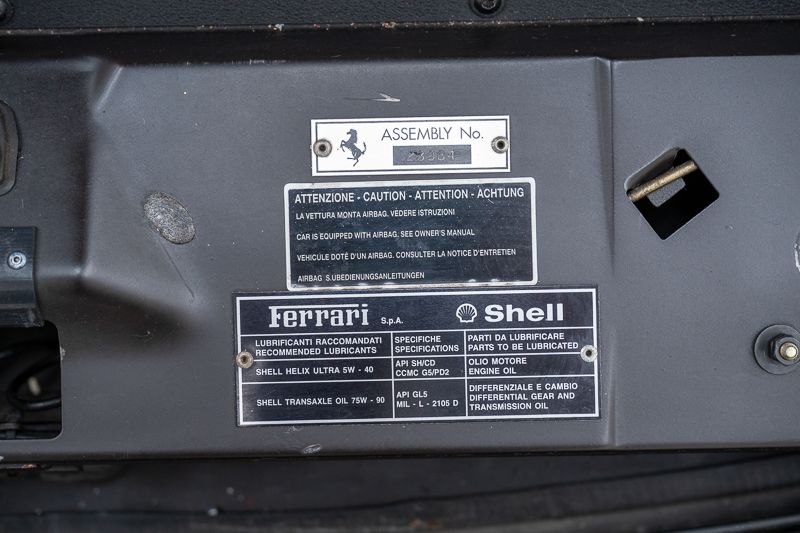 ASSEMBLY No.
ATTENZIONE - CAUTION - ATTENTION - ACHTUNG
LA VETTURA MONTA AIRBAG. VEDERE ISTRUZIONI
CAR IS EQUIPPED WITH AIRBAG. SEE OWNER'S MANUAL
VEHICULE DOTÉ D'UN AIRBAG. CONSULTER LA NOTICE D'ENTRETIEN
AIRBAG S.UBEDIENUNGSANLEITUNGEN
Ferrari S.p.A. Shell
LUBRIFICANTI RACCOMANDATI
RECOMMENDED LUBRICANTS
SPECIFICHE
SPECIFICATIONS
PARTI DA LUBRIFICARE
PARTS TO BE LUBRICATED
SHELL HELIX ULTRA 5W - 40
API SH/CD
CCMC G5/PD2
OLIO MOTORE
ENGINE OIL
SHELL TRANSAXLE OIL 75W - 90
API GL5
MIL - L - 2105 D
DIFFERENZIALE E CAMBIO
DIFFERENTIAL GEAR AND
TRANSMISSION OIL